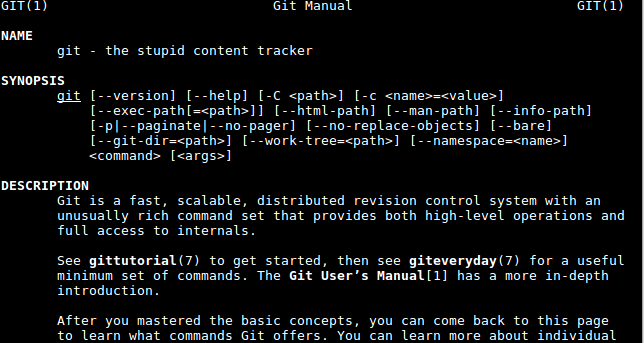 GIT(1) Git Manual GIT(1)
NAME
git - the stupid content tracker
SYNOPSIS
git [--version] [--help] [-C <path>] [-c <name>=<value>]
[--exec-path[=<path>]] [--html-path] [--man-path] [--info-path]
[-p|--paginate|--no-pager] [--no-replace-objects] [--bare]
[--git-dir=<path>] [--work-tree=<path>] [--namespace=<name>]
<command> [<args>]
DESCRIPTION
Git is a fast, scalable, distributed revision control system with an
unusually rich command set that provides both high-level operations and
full access to internals.
See gittutorial(7) to get started, then see giteveryday(7) for a useful
minimum set of commands. The Git User’s Manual[1] has a more in-depth
introduction.
After you mastered the basic concepts, you can come back to this page
to learn what commands Git offers. You can learn more about individual